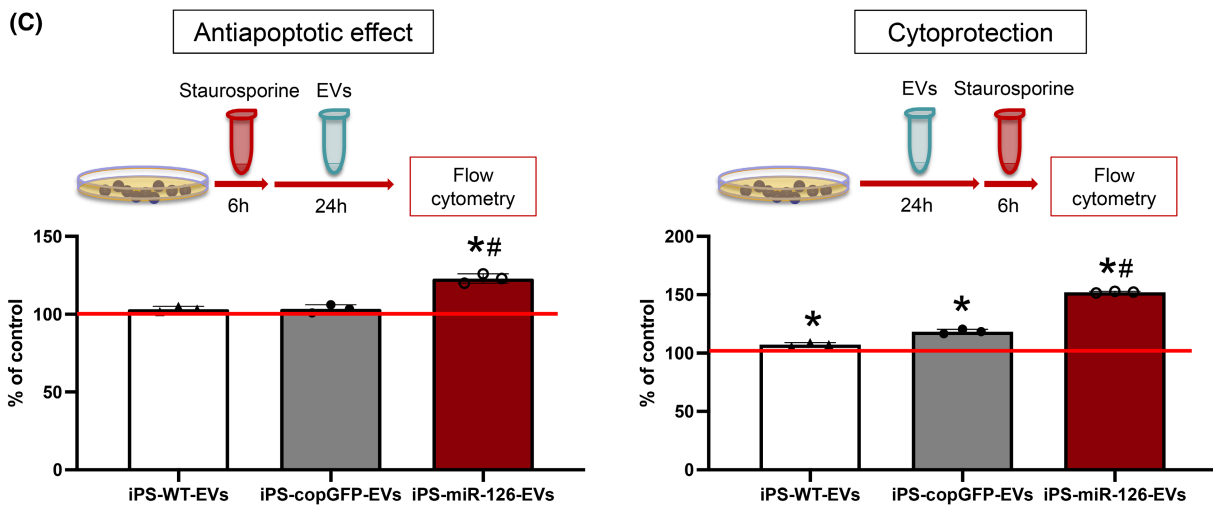 (C)
Antiapoptotic effect
Staurosporine EVs
6h
24h
Flow
cytometry
% of control
150
*#
100
50
0
iPS-WT-EVs
iPS-copGFP-EVs
iPS-miR-126-EVs
Cytoprotection
EVs Staurosporine
24h
6h
Flow
cytometry
% of control
200
*#
150
*
*
100
50
0
iPS-WT-EVs
iPS-copGFP-EVs
iPS-miR-126-EVs